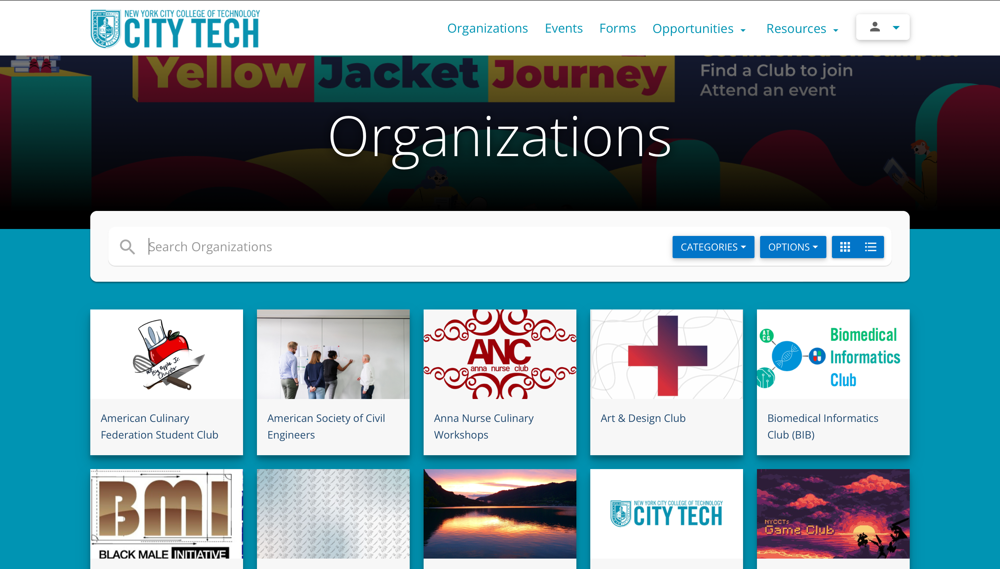 NEW YORK CITY COLLEGE OF TECHNOLOGY
CITY TECH
Organizations
Events
Forms
Opportunities
Resources
Yellow Jacket Journey
Find a Club to join
Attend an event
Organizations
Search Organizations
CATEGORIES
OPTIONS
ACF
Big Apple Jr.
Chapter
American Culinary
Federation Student Club
American Society of Civil
Engineers
ANC
anna nurse club
Anna Nurse Culinary
Workshops
Art & Design Club
AT
CG
Biomedical
Informatics
Club
Biomedical Informatics
Club (BIB)
BMI
BLACK MALE INITIATIVE
NEW YORK CITY COLLEGE OF TECHNOLOGY
CITY TECH
NYCCTs
Game Club